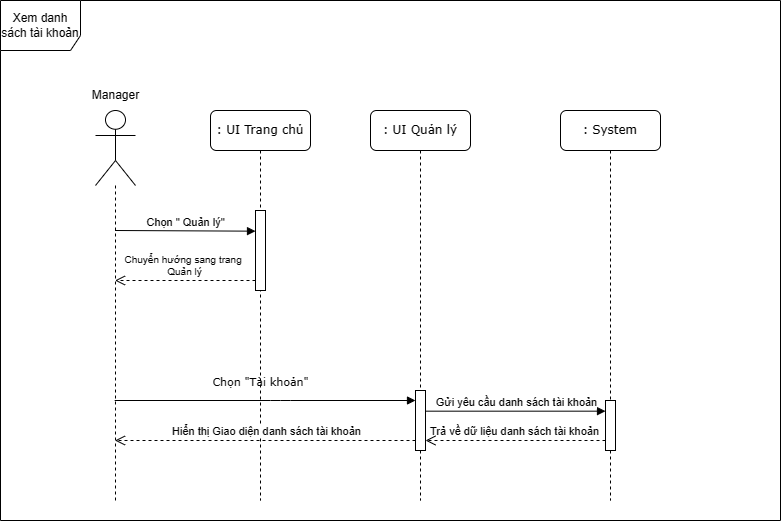 Xem danh
sách tài khoản
Manager
: UI Trang chủ
: UI Quản lý
: System
Chọn " Quản lý"
Chuyển hướng sang trang
Quản lý
Chọn "Tài khoản"
Gửi yêu cầu danh sách tài khoản
Hiển thị Giao diện danh sách tài khoản
Trả về dữ liệu danh sách tài khoản